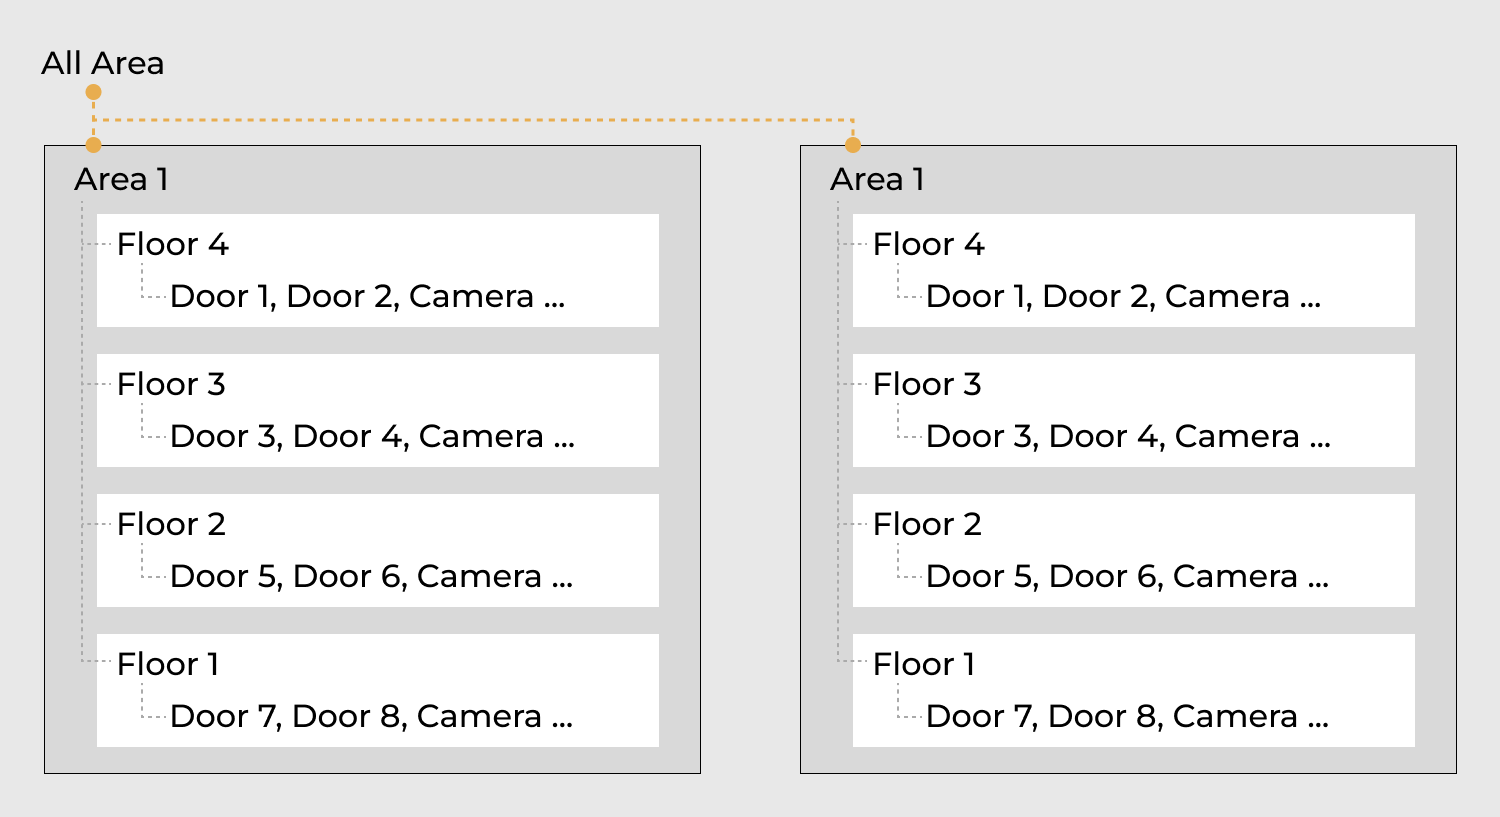 All Area
Area 1
Floor 4
Door 1, Door 2, Camera ...
Floor 3
Door 3, Door 4, Camera ...
Floor 2
Door 5, Door 6, Camera ...
Floor 1
Door 7, Door 8, Camera ...
Area 1
Floor 4
Door 1, Door 2, Camera ...
Floor 3
Door 3, Door 4, Camera ...
Floor 2
Door 5, Door 6, Camera ...
Floor 1
Door 7, Door 8, Camera ...